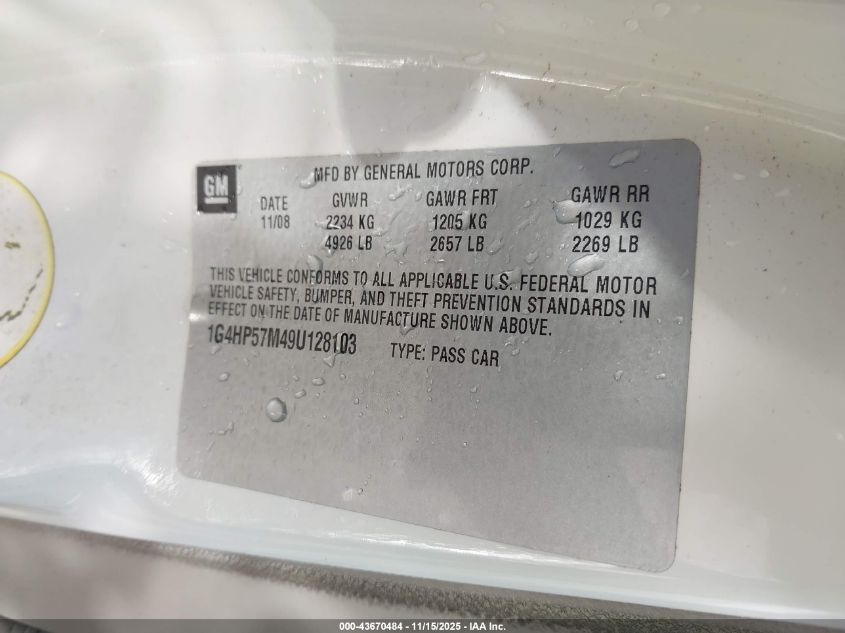 MFD BY GENERAL MOTORS CORP.
GM
DATE GVWR GAWR FRT GAWR RR
11/08 2234 KG 1205 KG 1029 KG
4926 LB 2657 LB 2269 LB
THIS VEHICLE CONFORMS TO ALL APPLICABLE U.S. FEDERAL MOTOR
VEHICLE SAFETY, BUMPER, AND THEFT PREVENTION STANDARDS IN
EFFECT ON THE DATE OF MANUFACTURE SHOWN ABOVE.
1G4HP57M49U128103 TYPE: PASS CAR
000-43670484 - 11/15/2025 - IAA Inc.